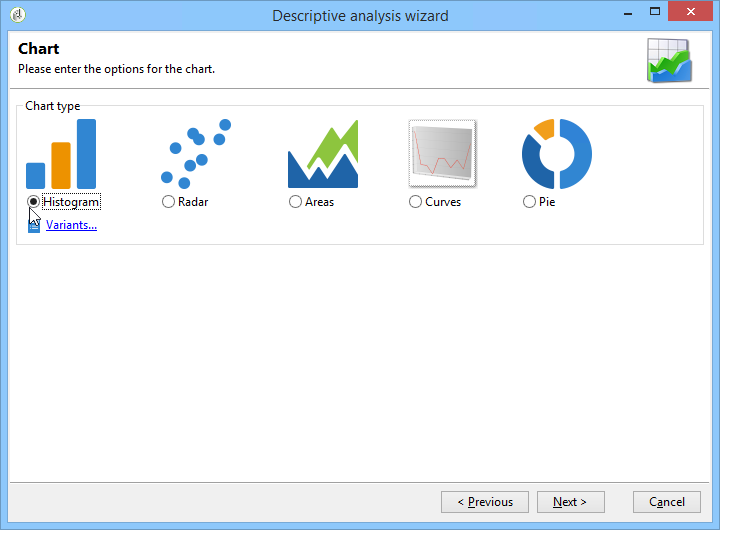 Descriptive analysis wizard
Chart
Please enter the options for the chart.
Chart type
Histogram Radar Areas Curves Pie
Variants...
< Previous Next > Cancel